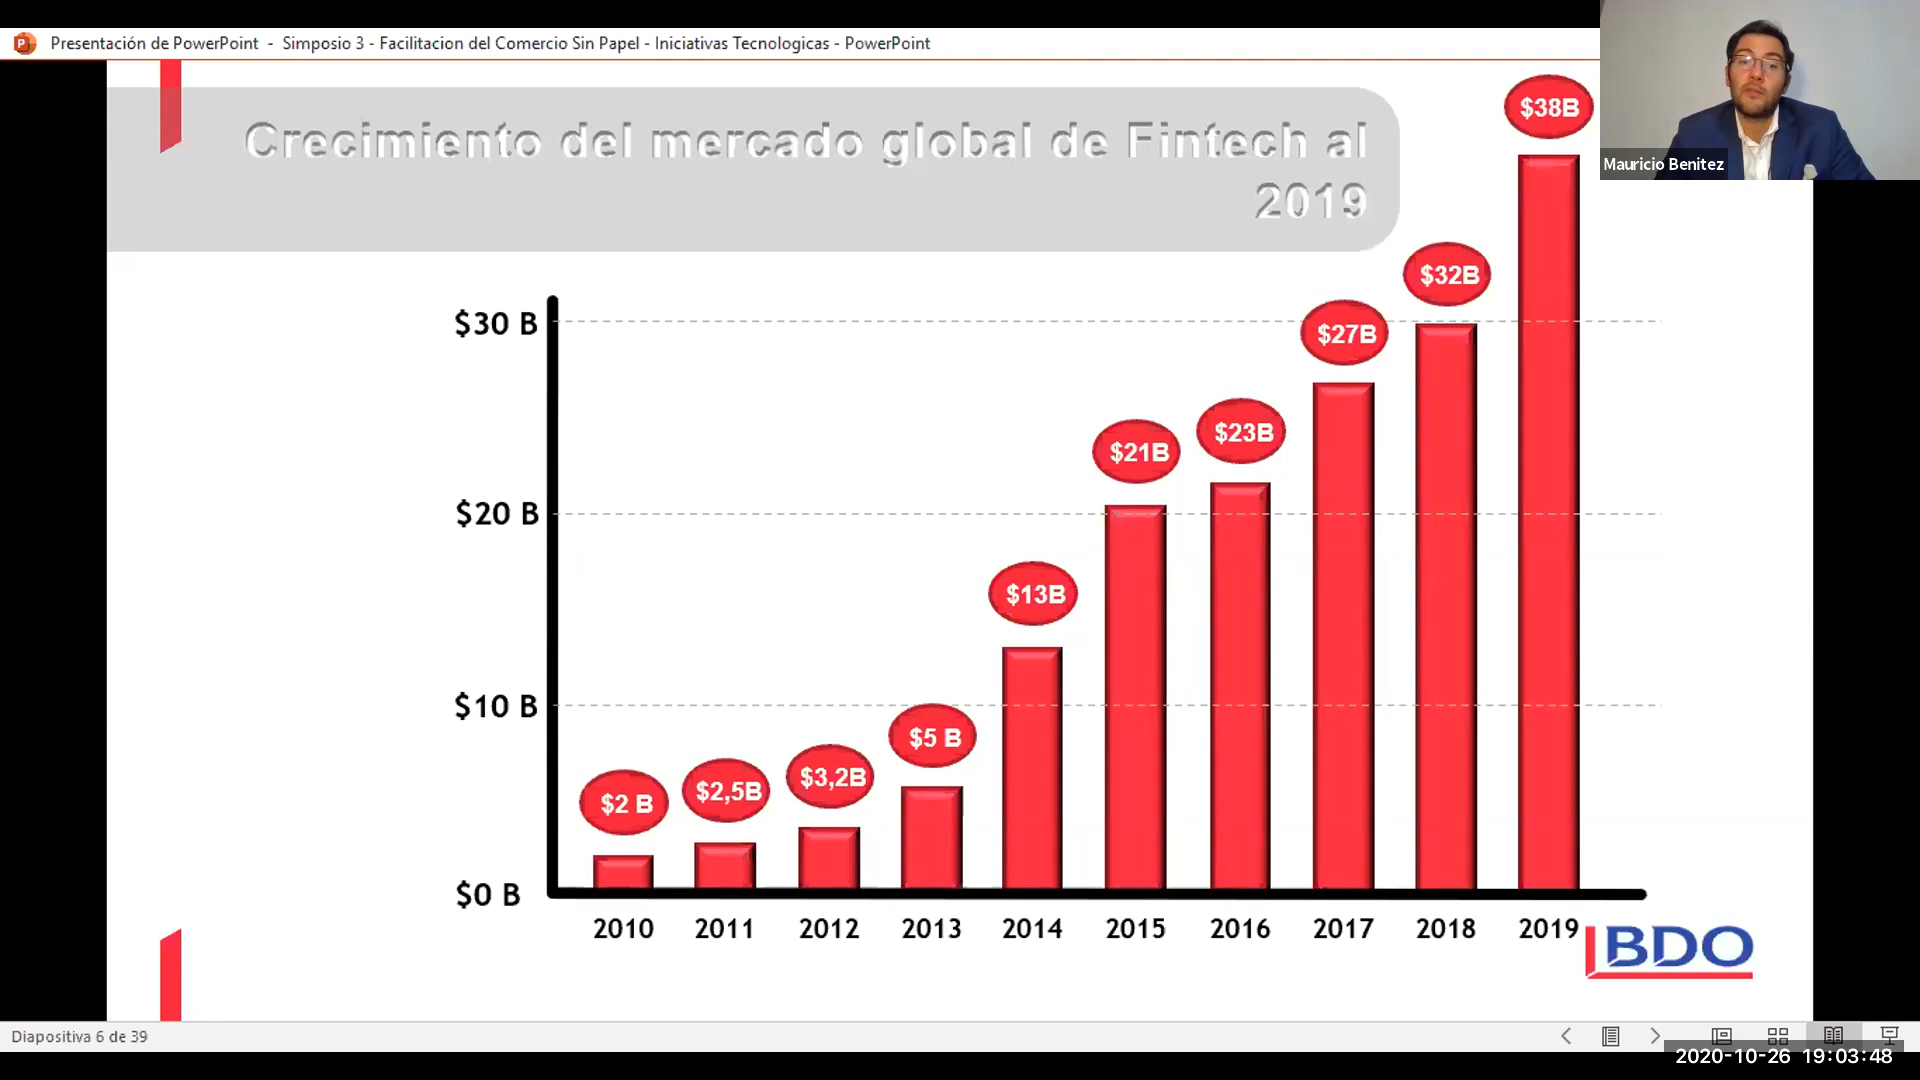 Presentación de PowerPoint - Simposio 3 - Facilitacion del Comercio Sin Papel - Iniciativas Tecnologicas - PowerPoint
Mauricio Benitez
Crecimiento del mercado global de Fintech al
2019
$38B
$32B
$27B
$23B
$21B
$13B
$5 B
$3,2B
$2,5B
$2 B
$30 B
$20 B
$10 B
$0 B
2010 2011 2012 2013 2014 2015 2016 2017 2018 2019
BDO
Diapositiva 6 de 39
2020-10-26 19:03:48